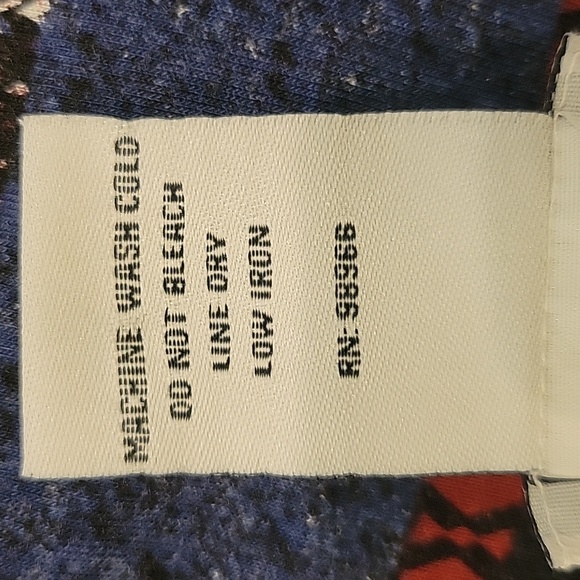 MACHINE WASH COLD
DO NOT BLEACH
LINE DRY
LOW IRON
RN: 98966